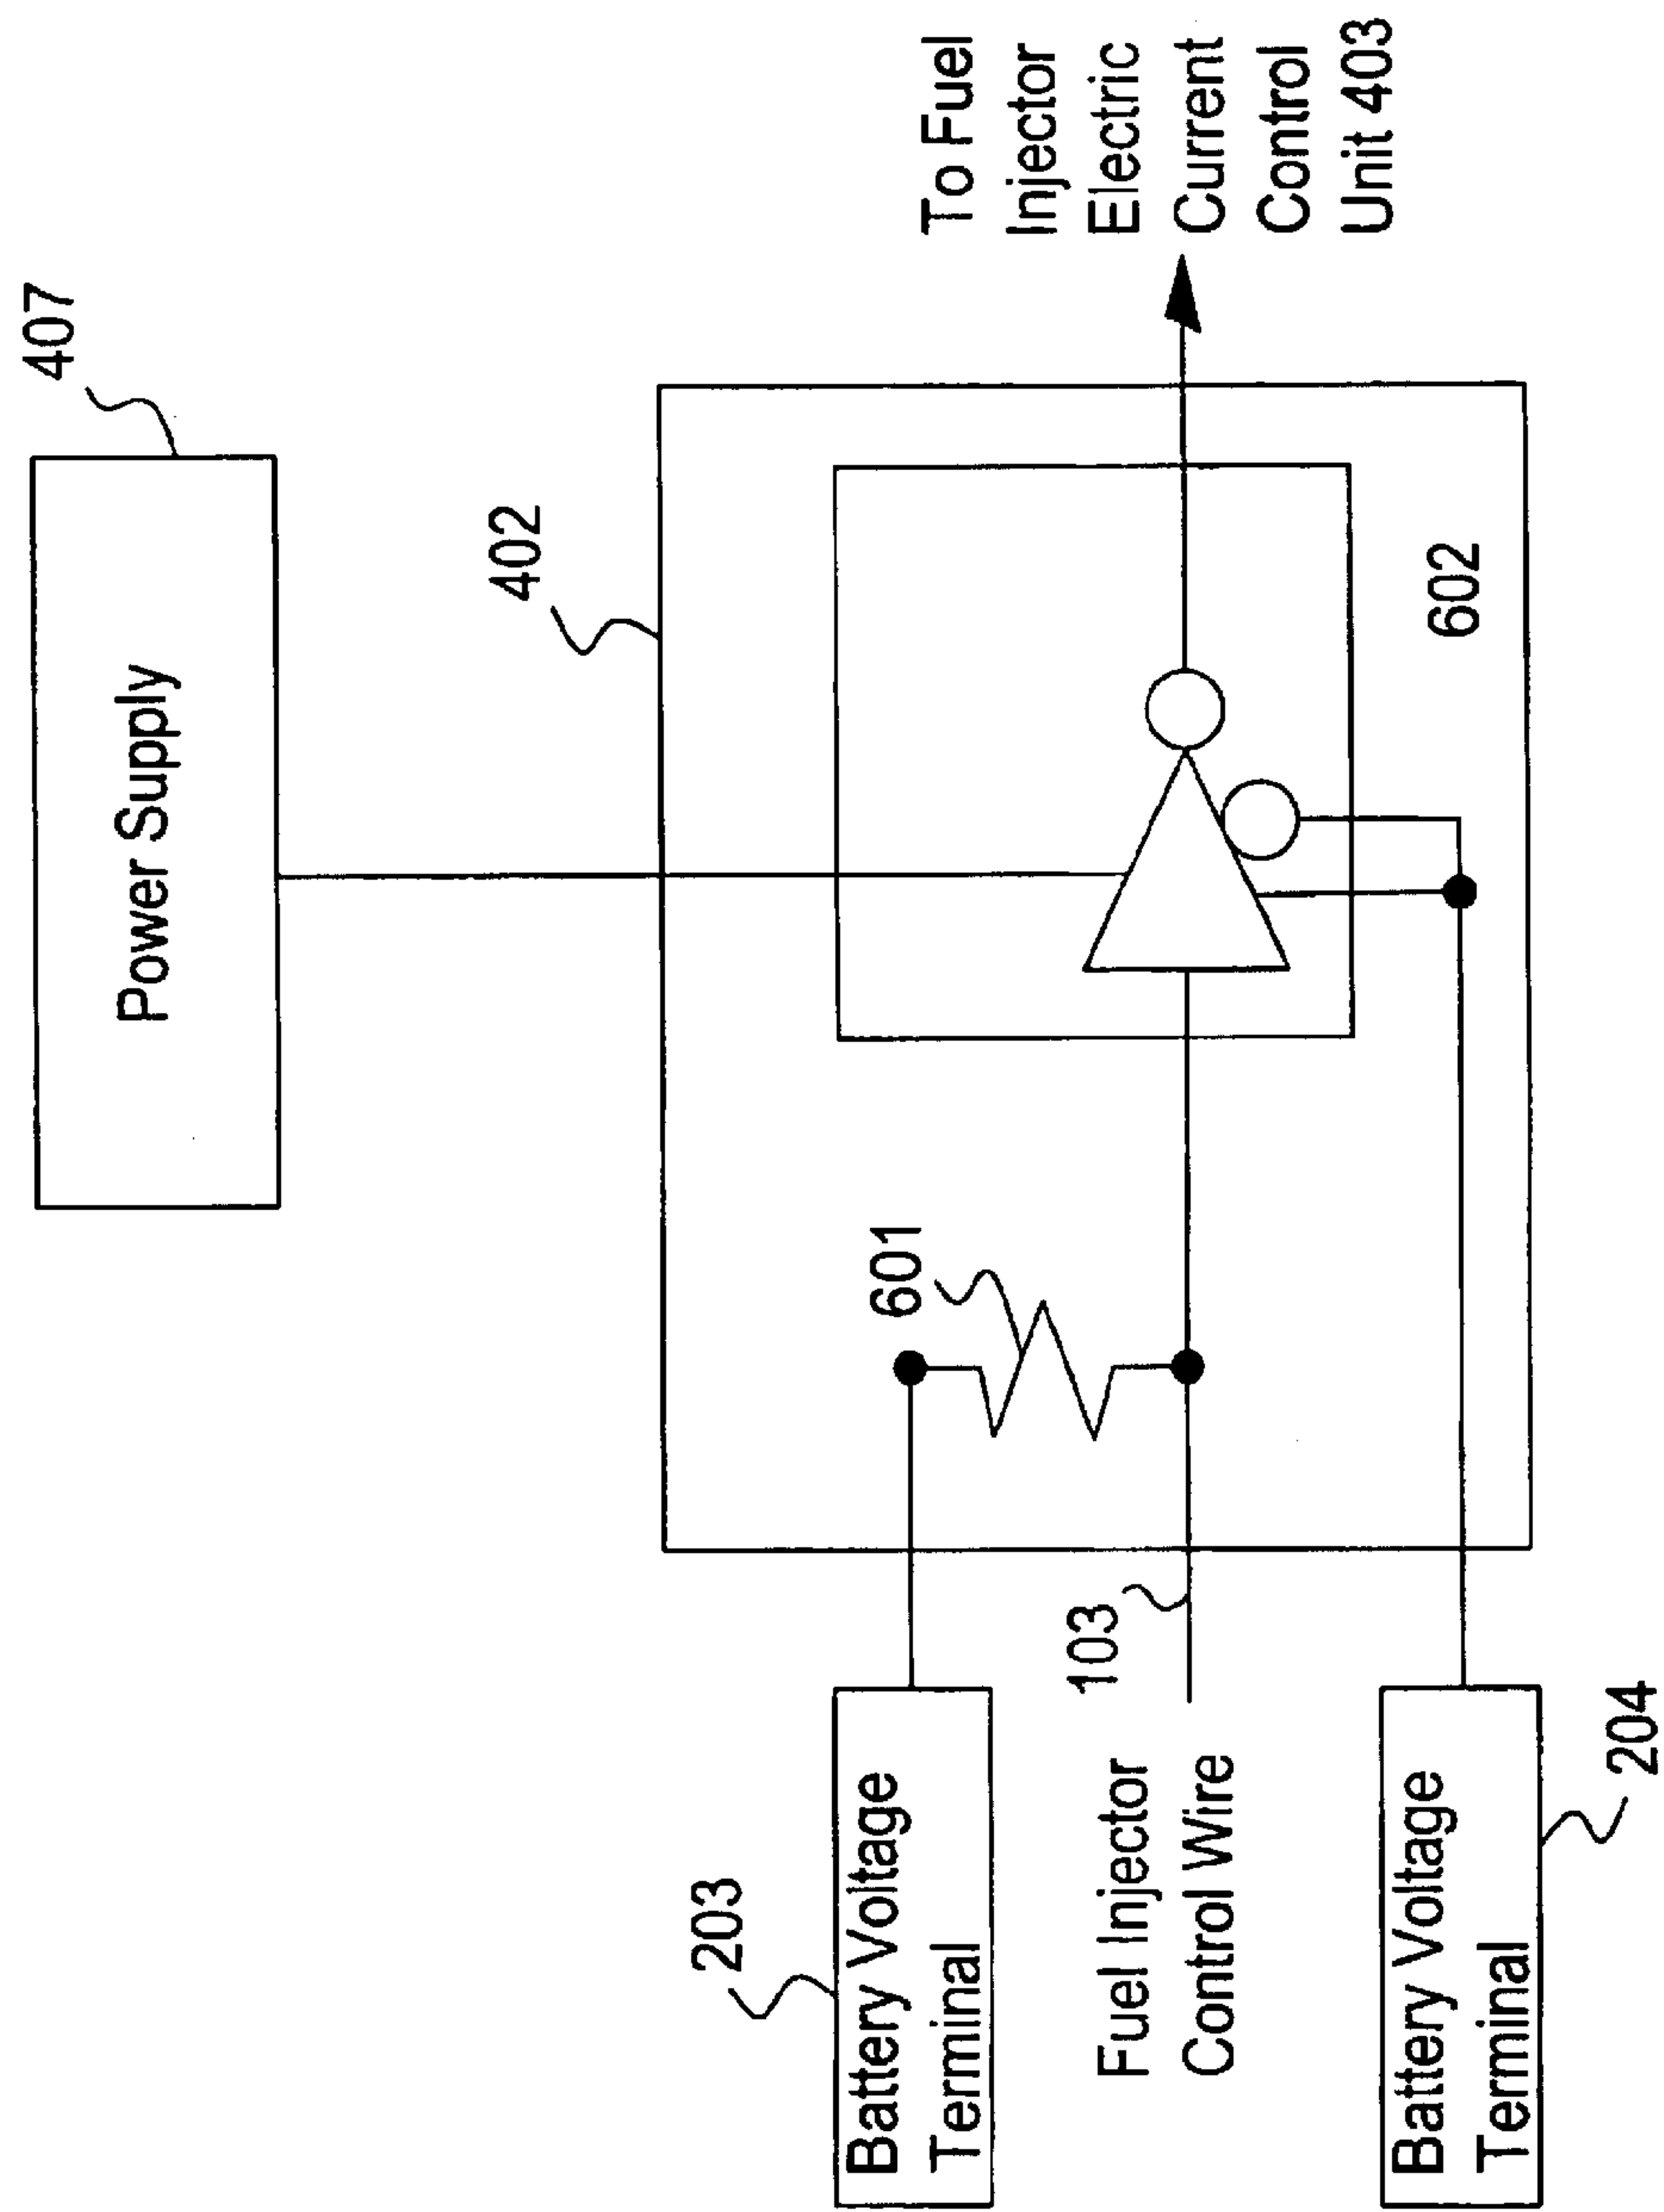 407
Power Supply
402
To Fuel
Injector
Electric
Current
Control
Unit 403
203
Battery Voltage
Terminal
601
103
Fuel Injector
Control Wire
602
Battery Voltage
Terminal
204